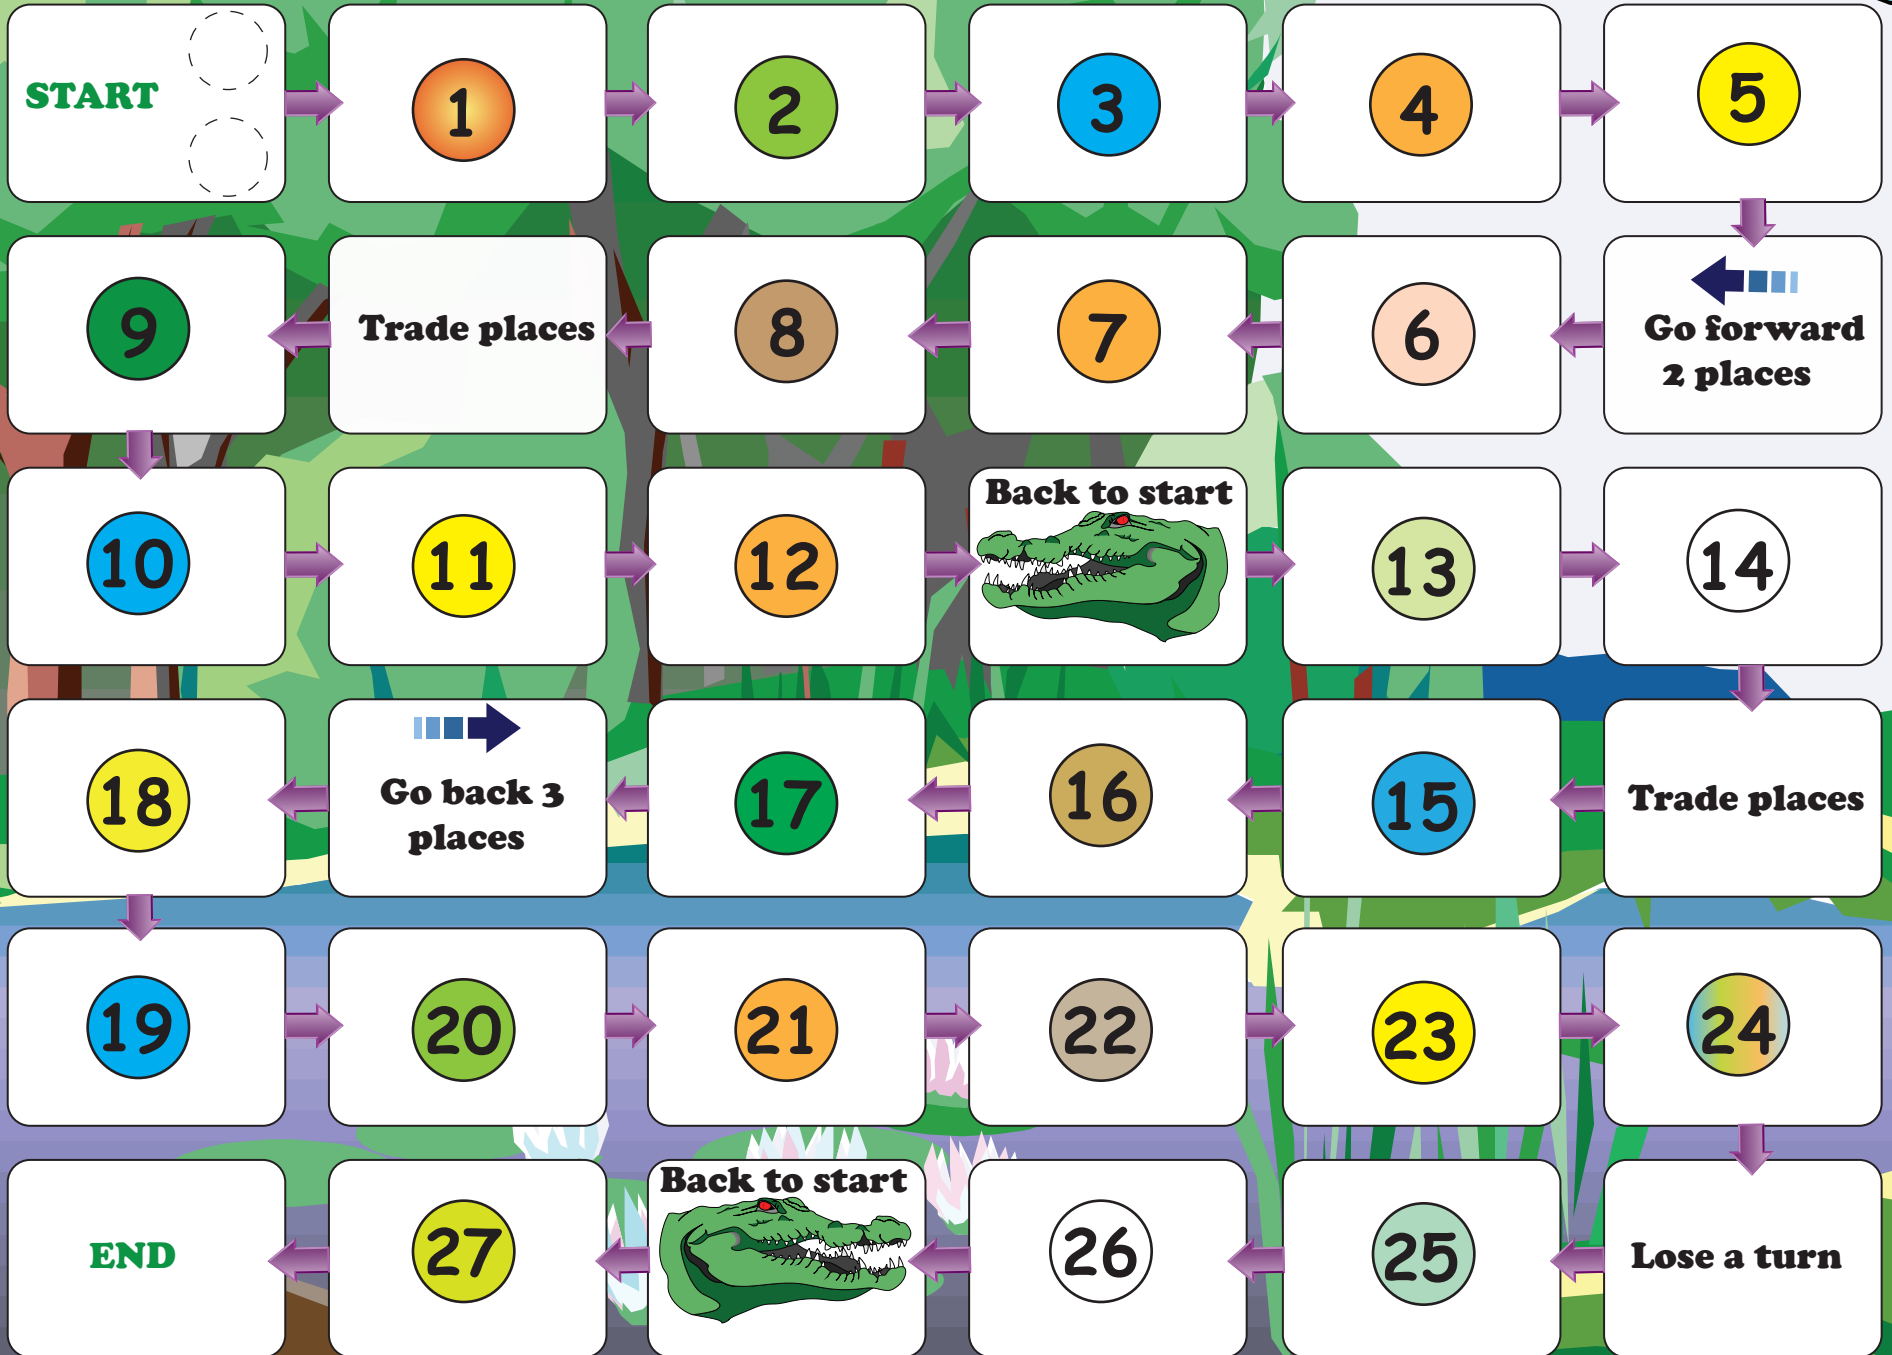 START
1
2
3
4
5
Go forward
2 places
6
7
8
Trade places
9
10
11
12
Back to start
13
14
Trade places
15
16
17
Go back 3
places
18
19
20
21
22
23
24
Lose a turn
25
26
Back to start
27
END